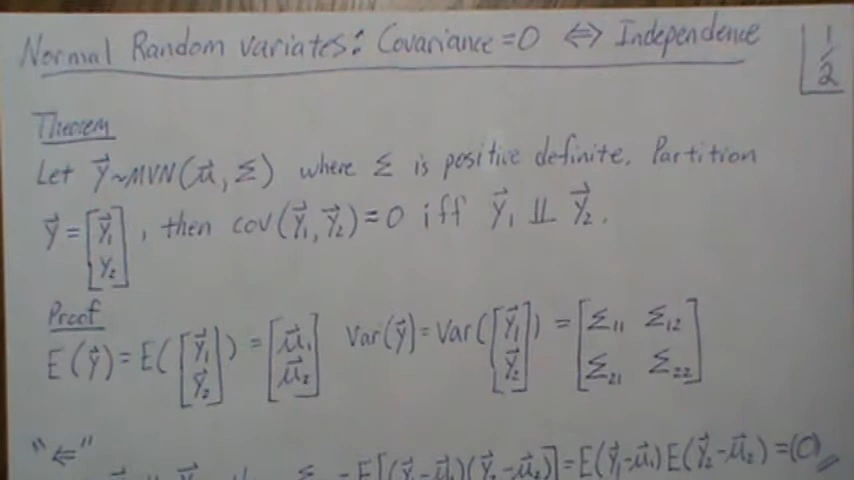 Normal Random variates: Covariance=0 ⇔ Independence
1/2
Theorem
Let Y⃗~MVN(μ⃗, Σ) where Σ is positive definite. Partition
Y⃗ = [Y⃗₁ Y₂], then cov(Y⃗₁, Y⃗₂)=0 iff Y⃗₁ ⫫ Y⃗₂.
Proof
E(Y⃗)=E([Y⃗₁ Y⃗₂])=[μ⃗₁ μ⃗₂] Var(Y⃗)=Var([Y⃗₁ Y⃗₂])=[Σ₁₁ Σ₁₂ Σ₂₁ Σ₂₂]
"⇐"
=E[(Y⃗₁-μ⃗₁)(Y⃗₂-μ⃗₂)]=E(Y⃗₁-μ⃗₁)E(Y⃗₂-μ⃗₂)=(0)